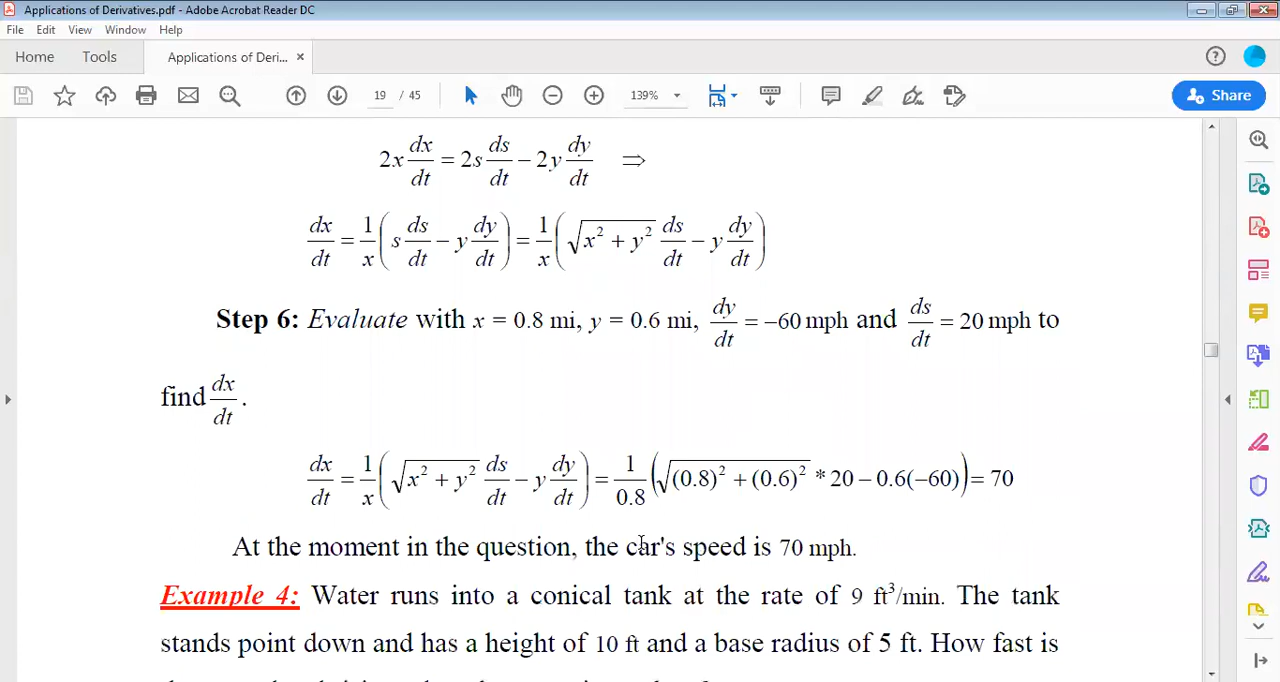 Applications of Derivatives.pdf - Adobe Acrobat Reader DC
File Edit View Window Help
Home Tools Applications of Deri... ×
19 / 45 139% Share
2x dx/dt = 2s ds/dt − 2y dy/dt ⇒
dx/dt = 1/x ( s ds/dt − y dy/dt ) = 1/x ( √(x² + y²) ds/dt − y dy/dt )
Step 6: Evaluate with x = 0.8 mi, y = 0.6 mi, dy/dt = −60 mph and ds/dt = 20 mph to
find dx/dt .
dx/dt = 1/x ( √(x² + y²) ds/dt − y dy/dt ) = 1/0.8 ( √((0.8)² + (0.6)²) * 20 − 0.6(−60) ) = 70
At the moment in the question, the car's speed is 70 mph.
Example 4: Water runs into a conical tank at the rate of 9 ft³/min. The tank
stands point down and has a height of 10 ft and a base radius of 5 ft. How fast is